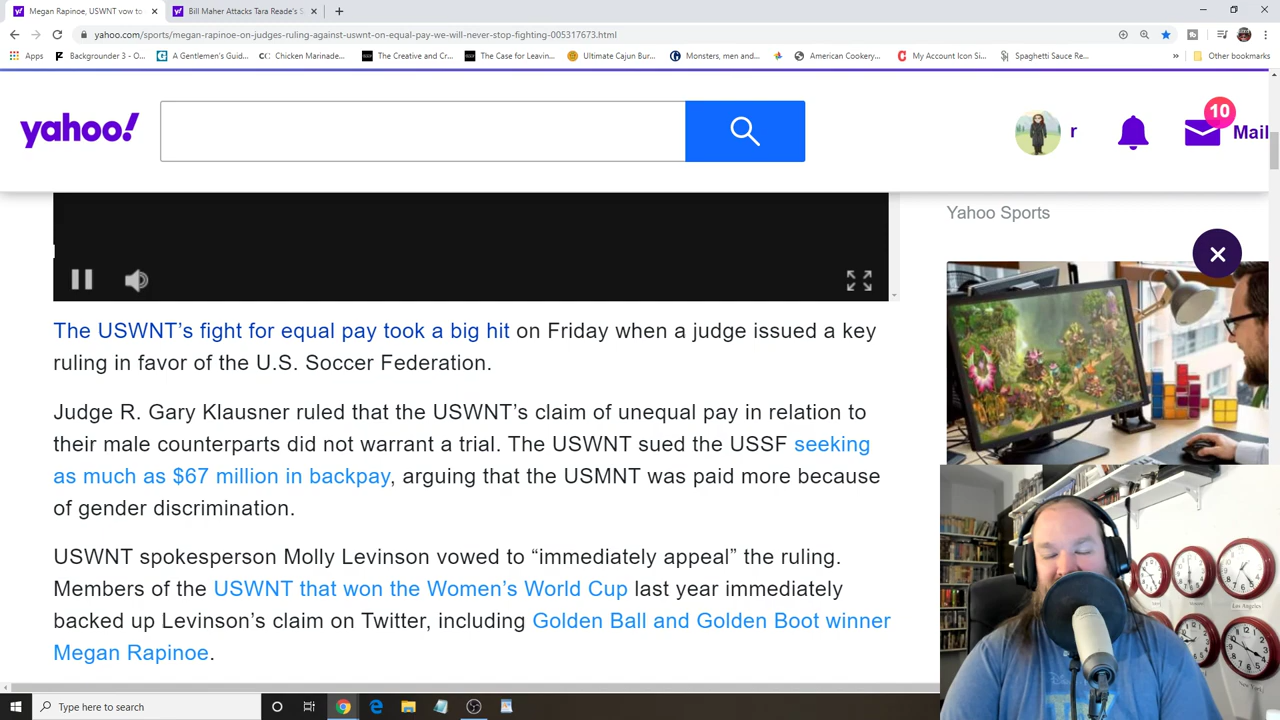 Megan Rapinoe, USWNT vow to
Bill Maher Attacks Tara Reade's S
yahoo.com/sports/megan-rapinoe-on-judges-ruling-against-uswnt-on-equal-pay-we-will-never-stop-fighting-005317673.html
Apps
Backgrounder 3 - O...
A Gentlemen's Guid...
Chicken Marinade...
The Creative and Cr...
The Case for Leavin...
Ultimate Cajun Bur...
Monsters, men and...
American Cookery...
My Account Icon Si...
Spaghetti Sauce Re...
»
Other bookmarks
yahoo!
r
10
Mail
Yahoo Sports
The USWNT's fight for equal pay took a big hit on Friday when a judge issued a key
ruling in favor of the U.S. Soccer Federation.
Judge R. Gary Klausner ruled that the USWNT's claim of unequal pay in relation to
their male counterparts did not warrant a trial. The USWNT sued the USSF seeking
as much as $67 million in backpay, arguing that the USMNT was paid more because
of gender discrimination.
USWNT spokesperson Molly Levinson vowed to “immediately appeal” the ruling.
Members of the USWNT that won the Women's World Cup last year immediately
backed up Levinson's claim on Twitter, including Golden Ball and Golden Boot winner
Megan Rapinoe.
Los Angeles
New York
Type here to search